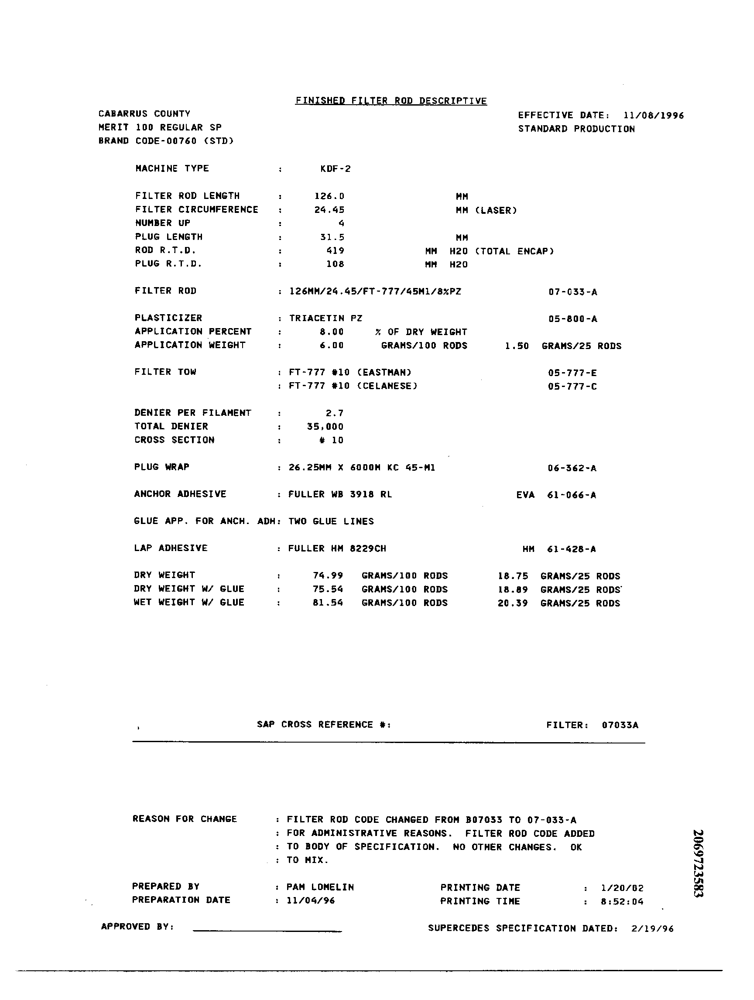 FINISHED FILTER ROD DESCRIPTIVE
CABARRUS COUNTY EFFECTIVE DATE: 11/08/1996
MERIT 100 REGULAR SP STANDARD PRODUCTION
BRAND CODE-00760 (STD)
MACHINE TYPE : KDF-2
FILTER ROD LENGTH : 126.0 MM
FILTER CIRCUMFERENCE : 24.45 MM (LASER)
NUMBER UP : 4
PLUG LENGTH : 31.5 MM
ROD R.T.D. : 419 MM H2O (TOTAL ENCAP)
PLUG R.T.D. : 108 MM H2O
FILTER ROD : 126MM/24.45/FT-777/45M1/8%PZ 07-033-A
PLASTICIZER : TRIACETIN PZ 05-800-A
APPLICATION PERCENT : 8.00 % OF DRY WEIGHT
APPLICATION WEIGHT : 6.00 GRAMS/100 RODS 1.50 GRAMS/25 RODS
FILTER TOW : FT-777 #10 (EASTMAN) 05-777-E
: FT-777 #10 (CELANESE) 05-777-C
DENIER PER FILAMENT : 2.7
TOTAL DENIER : 35,000
CROSS SECTION : # 10
PLUG WRAP : 26.25MM X 6000M KC 45-M1 06-362-A
ANCHOR ADHESIVE : FULLER WB 3918 RL EVA 61-066-A
GLUE APP. FOR ANCH. ADH: TWO GLUE LINES
LAP ADHESIVE : FULLER HM 8229CH HM 61-428-A
DRY WEIGHT : 74.99 GRAMS/100 RODS 18.75 GRAMS/25 RODS
DRY WEIGHT W/ GLUE : 75.54 GRAMS/100 RODS 18.89 GRAMS/25 RODS
WET WEIGHT W/ GLUE : 81.54 GRAMS/100 RODS 20.39 GRAMS/25 RODS
SAP CROSS REFERENCE #: FILTER: 07033A
REASON FOR CHANGE : FILTER ROD CODE CHANGED FROM B07033 TO 07-033-A
: FOR ADMINISTRATIVE REASONS. FILTER ROD CODE ADDED
: TO BODY OF SPECIFICATION. NO OTHER CHANGES. OK
: TO MIX.
PREPARED BY : PAM LOMELIN PRINTING DATE : 1/20/02
PREPARATION DATE : 11/04/96 PRINTING TIME : 8:52:04
APPROVED BY: SUPERCEDES SPECIFICATION DATED: 2/19/96
2069723583